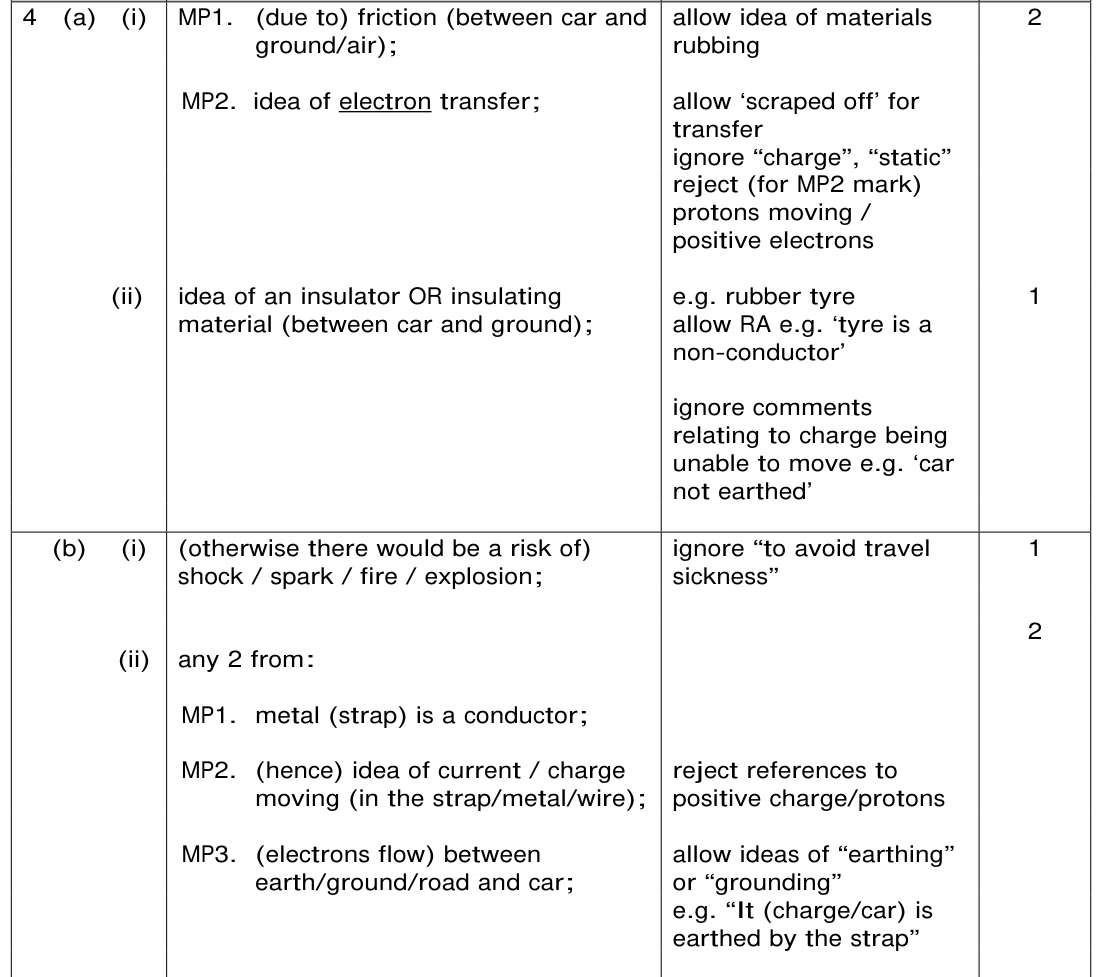 4 (a) (i) MP1. (due to) friction (between car and allow idea of materials 2
ground/air); rubbing
MP2. idea of electron transfer; allow ‘scraped off’ for
transfer
ignore “charge”, “static”
reject (for MP2 mark)
protons moving /
positive electrons
(ii) idea of an insulator OR insulating e.g. rubber tyre 1
material (between car and ground); allow RA e.g. ‘tyre is a
non-conductor’
ignore comments
relating to charge being
unable to move e.g. ‘car
not earthed’
(b) (i) (otherwise there would be a risk of) ignore “to avoid travel 1
shock / spark / fire / explosion; sickness”
2
(ii) any 2 from:
MP1. metal (strap) is a conductor;
MP2. (hence) idea of current / charge reject references to
moving (in the strap/metal/wire); positive charge/protons
MP3. (electrons flow) between allow ideas of “earthing”
earth/ground/road and car; or “grounding”
e.g. “It (charge/car) is
earthed by the strap”